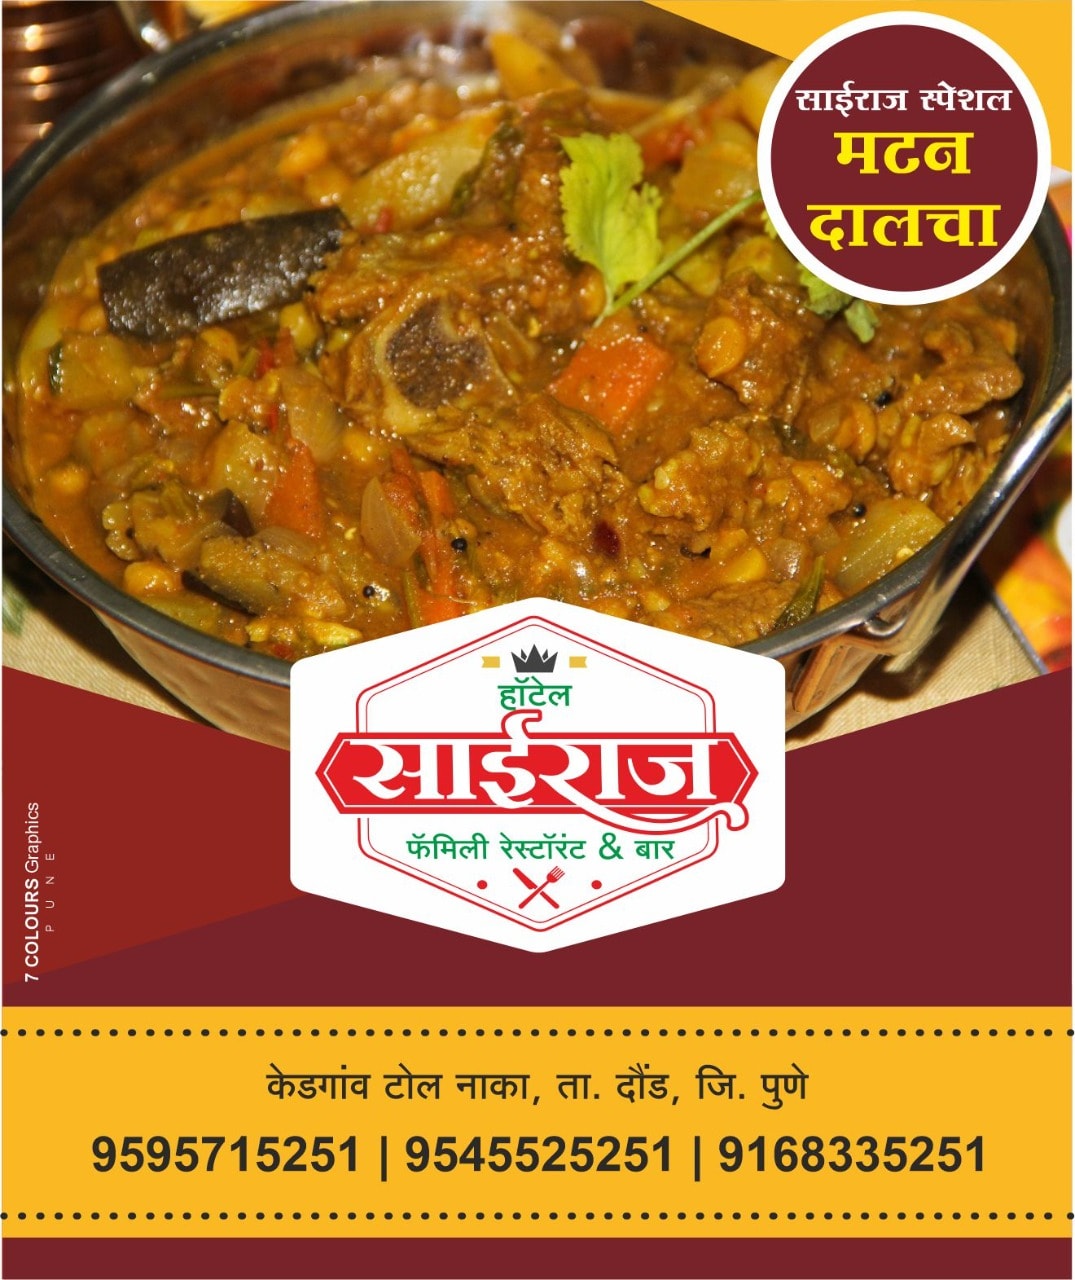 साईराज स्पेशल
मटन
दालचा
हॉटेल
साईराज
फॅमिली रेस्टॉरंट & बार
7 COLOURS Graphics
PUNE
केडगांव टोल नाका, ता. दौंड, जि. पुणे
9595715251 | 9545525251 | 9168335251